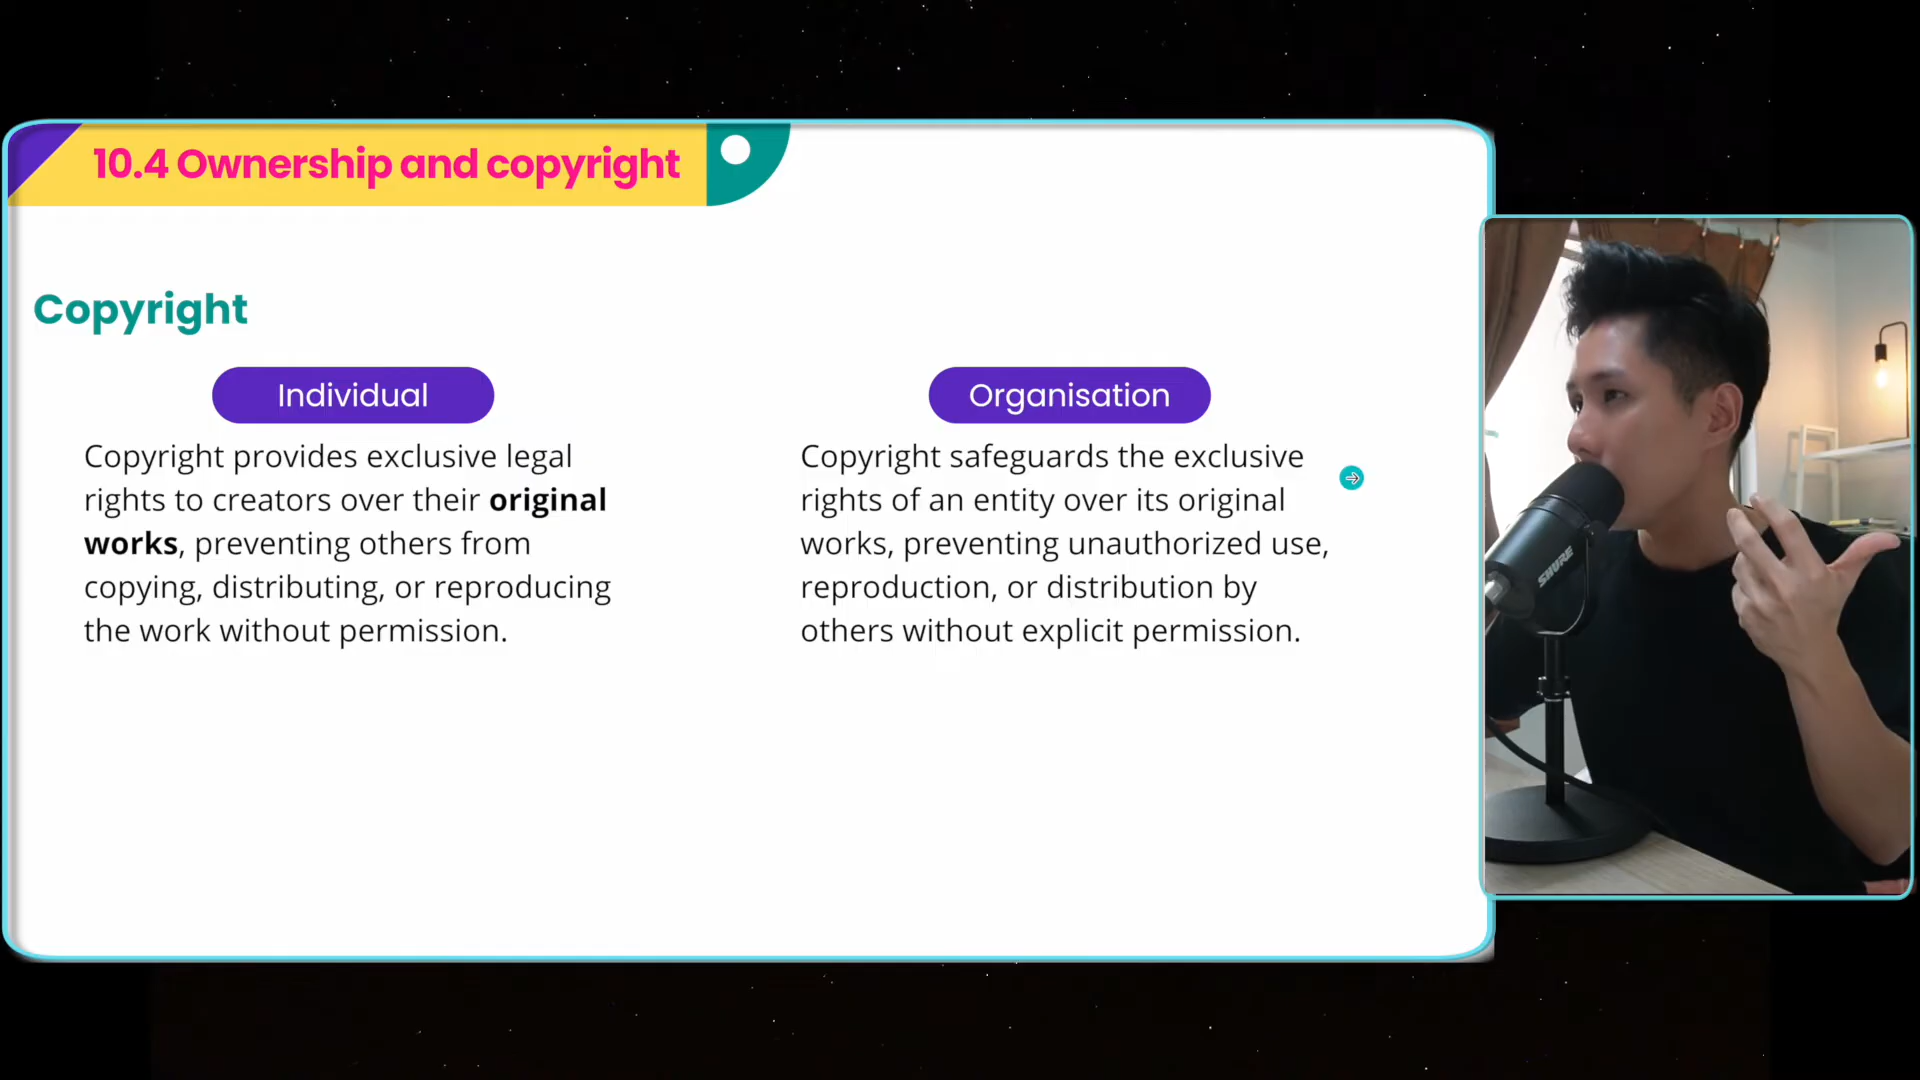 10.4 Ownership and copyright
Copyright
Individual
Copyright provides exclusive legal
rights to creators over their original
works, preventing others from
copying, distributing, or reproducing
the work without permission.
Organisation
Copyright safeguards the exclusive
rights of an entity over its original
works, preventing unauthorized use,
reproduction, or distribution by
others without explicit permission.
SHURE